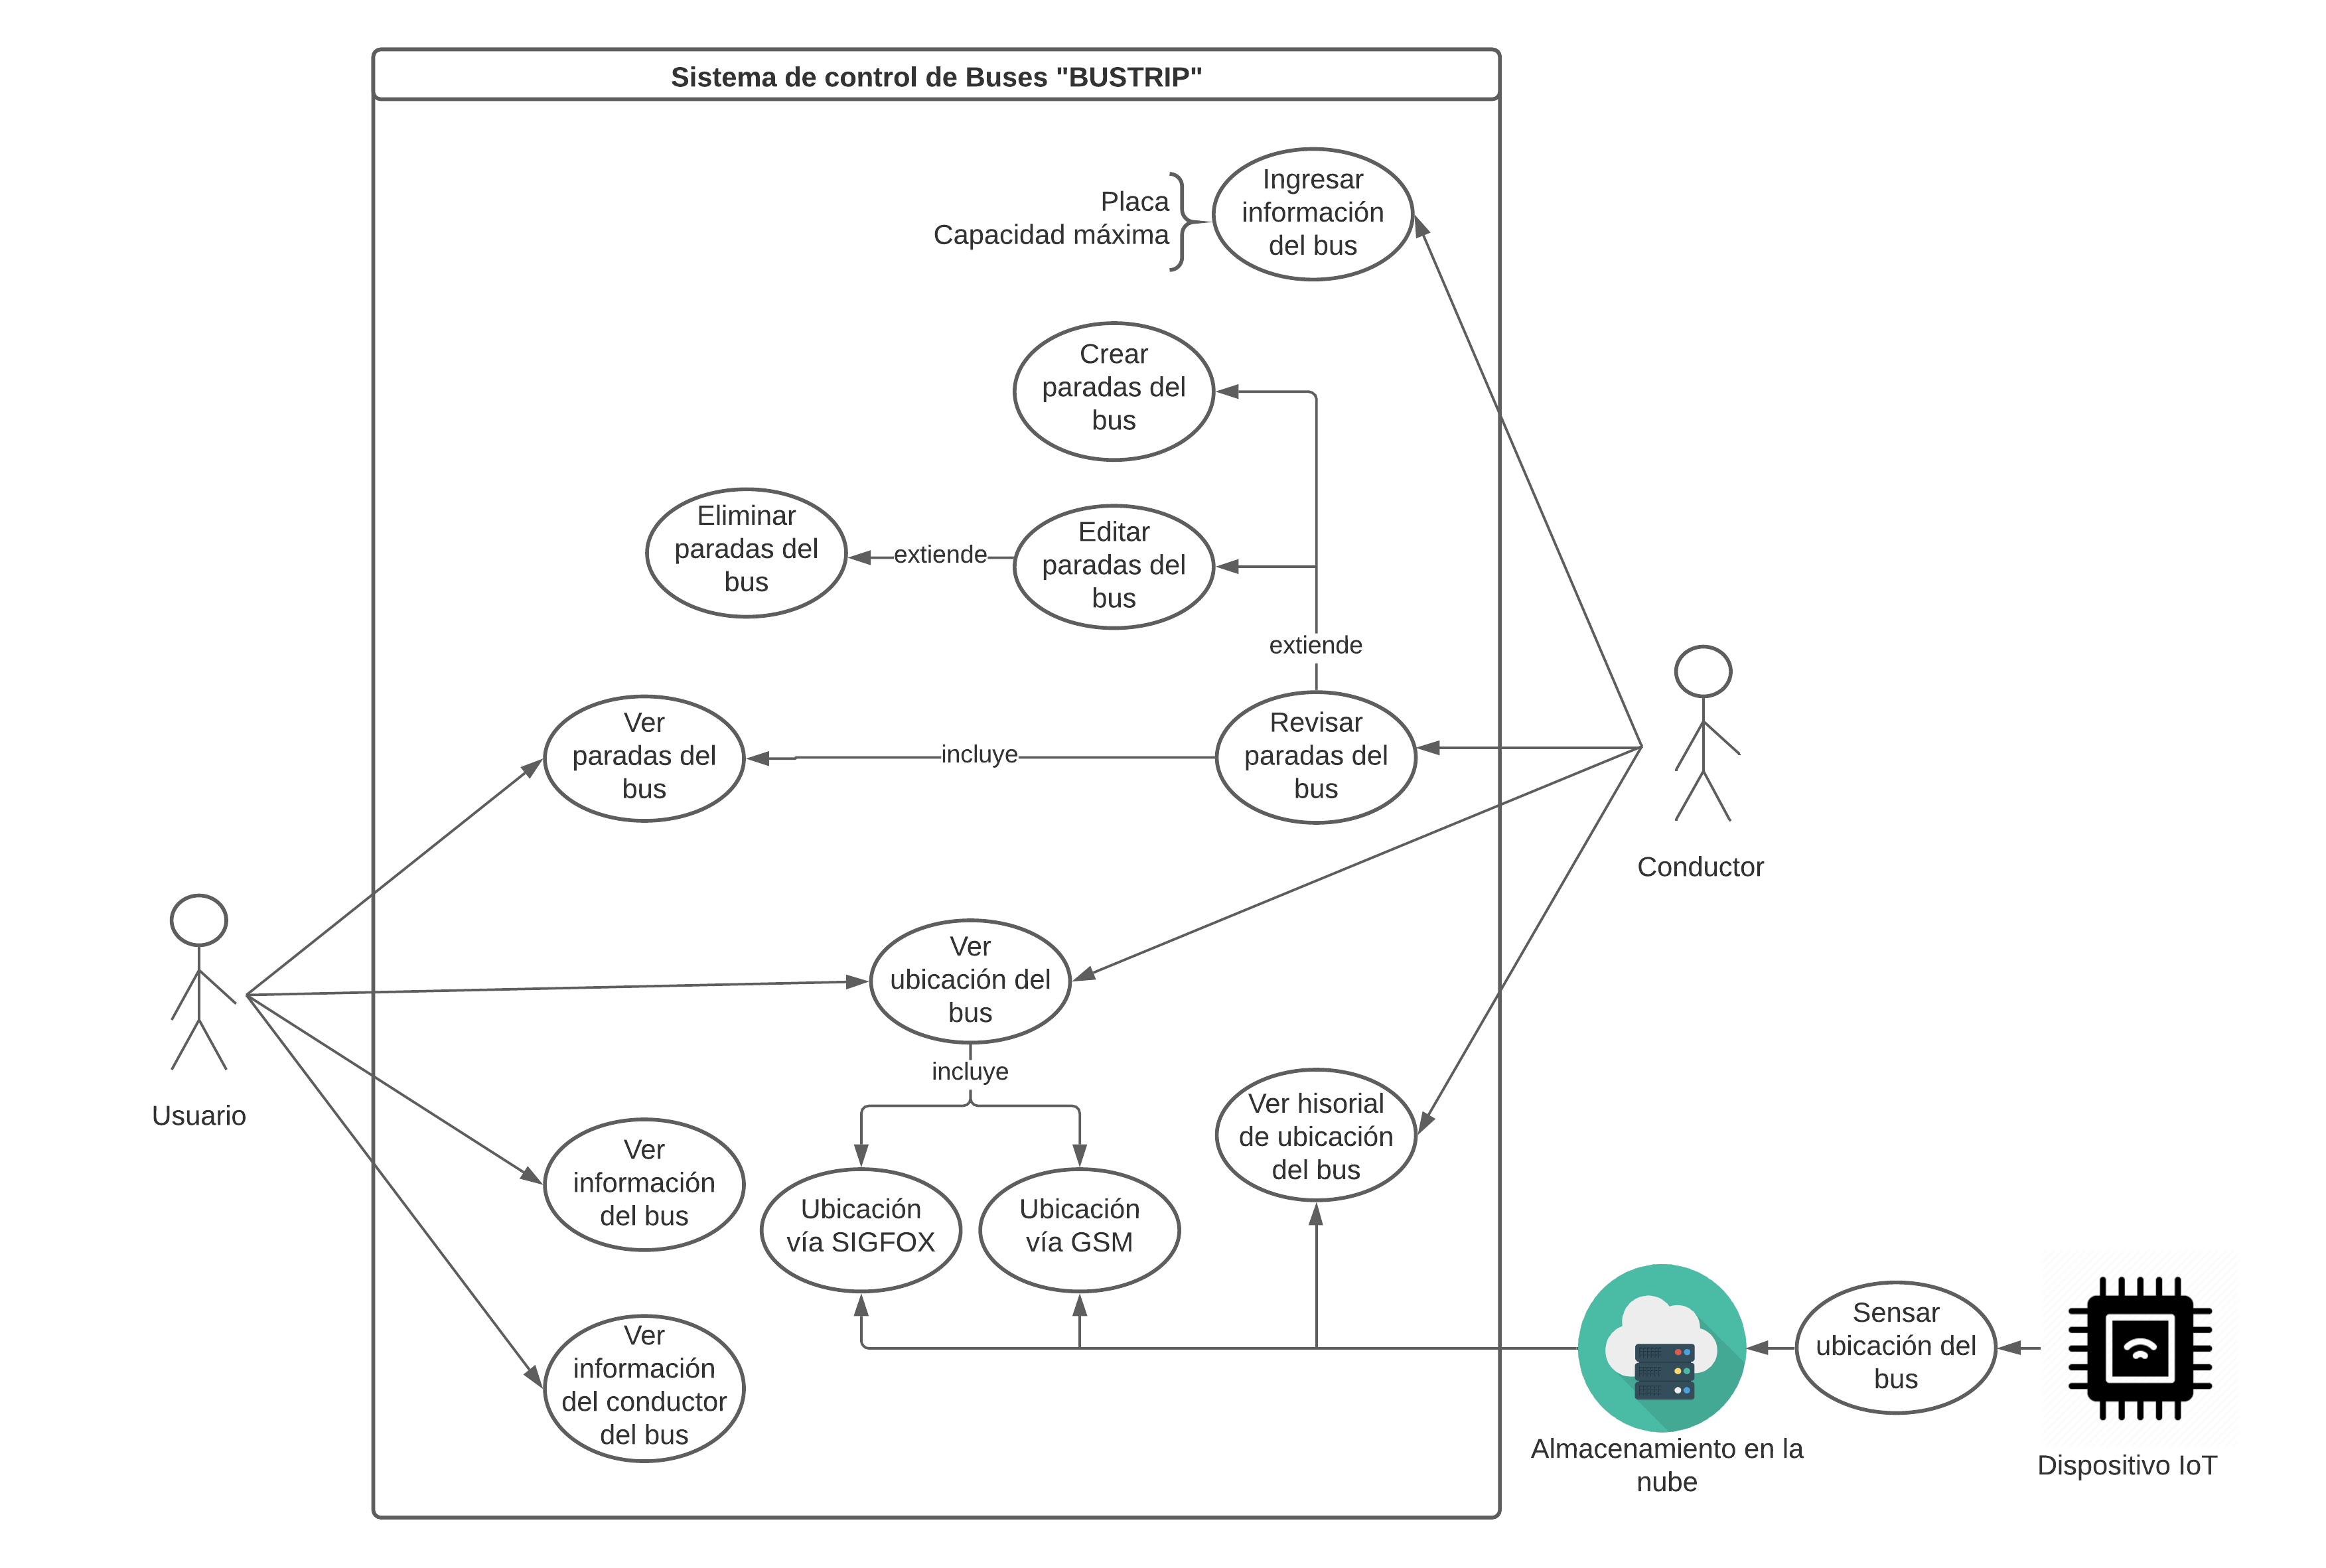 Sistema de control de Buses "BUSTRIP"
Placa
Capacidad máxima
Ingresar
información
del bus
Crear
paradas del
bus
Eliminar
paradas del
bus
extiende
Editar
paradas del
bus
extiende
Ver
paradas del
bus
incluye
Revisar
paradas del
bus
Conductor
Usuario
Ver
ubicación del
bus
incluye
Ver
información
del bus
Ubicación
vía SIGFOX
Ubicación
vía GSM
Ver hisorial
de ubicación
del bus
Ver
información
del conductor
del bus
Almacenamiento en la
nube
Sensar
ubicación del
bus
Dispositivo IoT